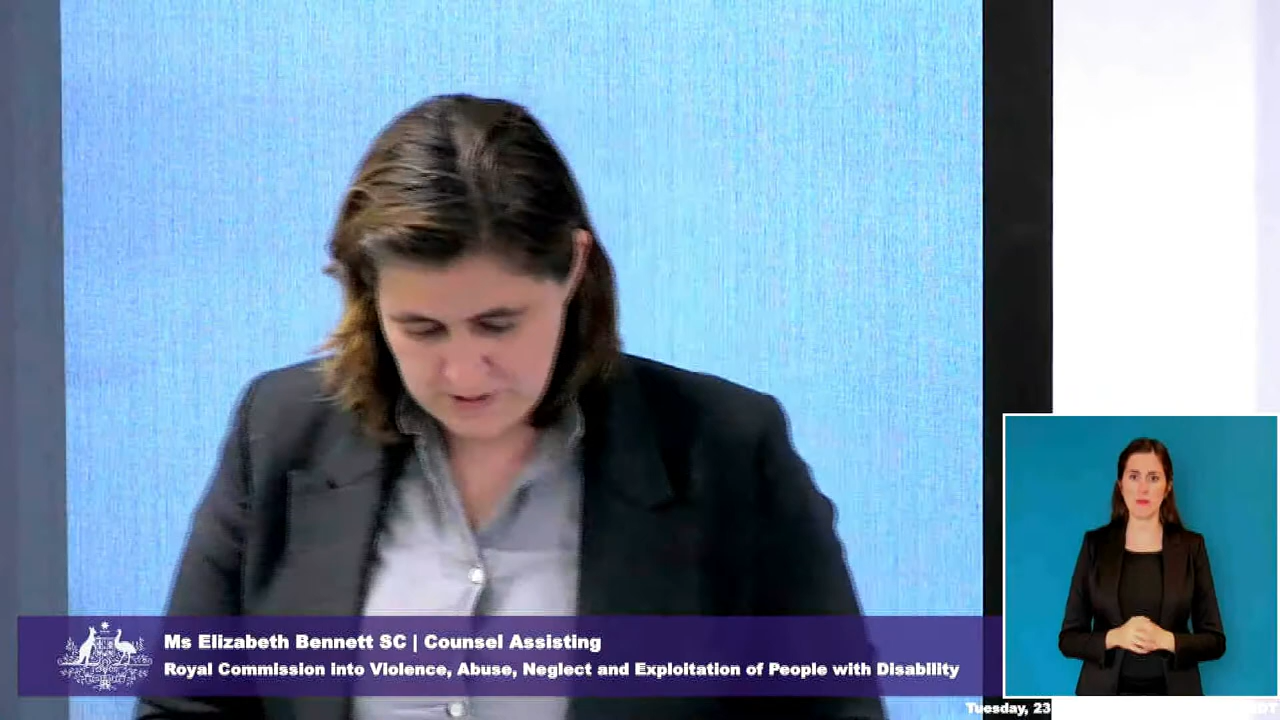 Ms Elizabeth Bennett SC | Counsel Assisting
Royal Commission into Violence, Abuse, Neglect and Exploitation of People with Disability
Tuesday, 23